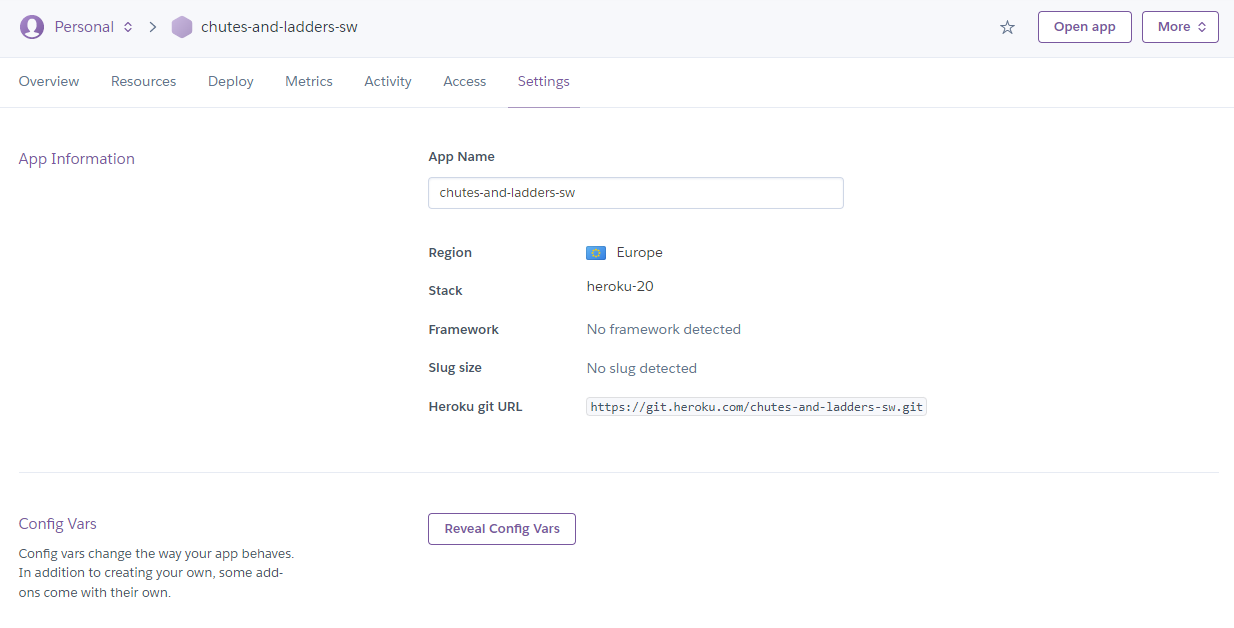 Personal chutes-and-ladders-sw Open app More
Overview Resources Deploy Metrics Activity Access Settings
App Information
App Name
chutes-and-ladders-sw
Region Europe
Stack heroku-20
Framework No framework detected
Slug size No slug detected
Heroku git URL https://git.heroku.com/chutes-and-ladders-sw.git
Config Vars
Config vars change the way your app behaves.
In addition to creating your own, some add-
ons come with their own.
Reveal Config Vars